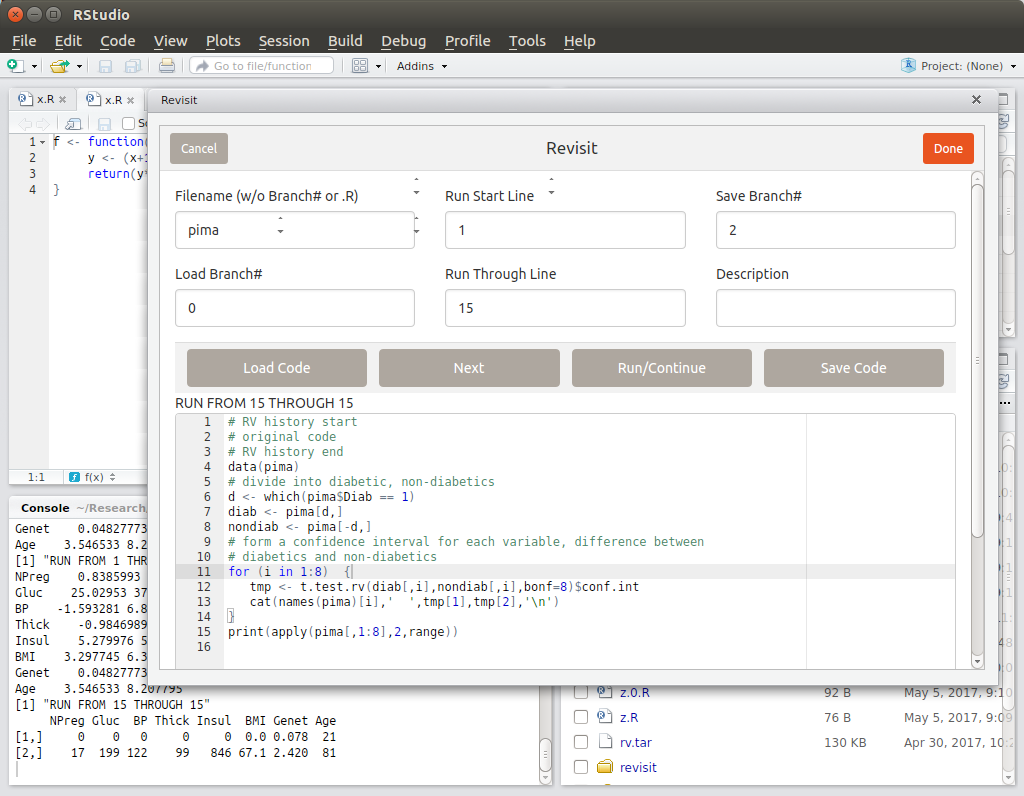 RStudio
File Edit Code View Plots Session Build Debug Profile Tools Help
Go to file/function Addins Project: (None)
x.R x.R
1 f <- function(
2 y <- (x+1
3 return(y*
4 }
1:1 f(x)
Revisit
Cancel Revisit Done
Filename (w/o Branch# or .R) Run Start Line Save Branch#
pima 1 2
Load Branch# Run Through Line Description
0 15
Load Code Next Run/Continue Save Code
RUN FROM 15 THROUGH 15
1 # RV history start
2 # original code
3 # RV history end
4 data(pima)
5 # divide into diabetic, non-diabetics
6 d <- which(pima$Diab == 1)
7 diab <- pima[d,]
8 nondiab <- pima[-d,]
9 # form a confidence interval for each variable, difference between
10 # diabetics and non-diabetics
11 for (i in 1:8)  {
12 tmp <- t.test.rv(diab[,i],nondiab[,i],bonf=8)$conf.int
13 cat(names(pima)[i],'  ',tmp[1],tmp[2],'\n')
14 }
15 print(apply(pima[,1:8],2,range))
16
Console ~/Research
Genet 0.04827773
Age 3.546533 8.2
[1] "RUN FROM 1 THR
NPreg 0.8385993
Gluc 25.02953 37
BP -1.593281 6.8
Thick -0.9846989
Insul 5.279976 5
BMI 3.297745 6.3
Genet 0.04827773
Age 3.546533 8.207795
[1] "RUN FROM 15 THROUGH 15"
NPreg Gluc BP Thick Insul BMI Genet Age
[1,] 0 0 0 0 0 0.0 0.078 21
[2,] 17 199 122 99 846 67.1 2.420 81
z.0.R 92 B May 5, 2017, 9:10
z.R 76 B May 5, 2017, 9:09
rv.tar 130 KB Apr 30, 2017, 10:2
revisit